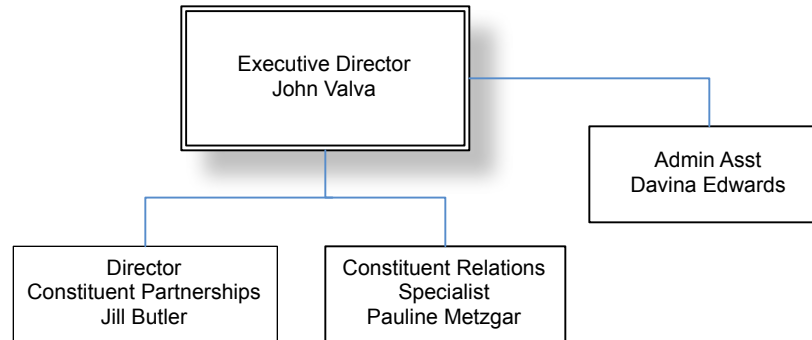 Executive Director
John Valva
Admin Asst
Davina Edwards
Director
Constituent Partnerships
Jill Butler
Constituent Relations
Specialist
Pauline Metzgar